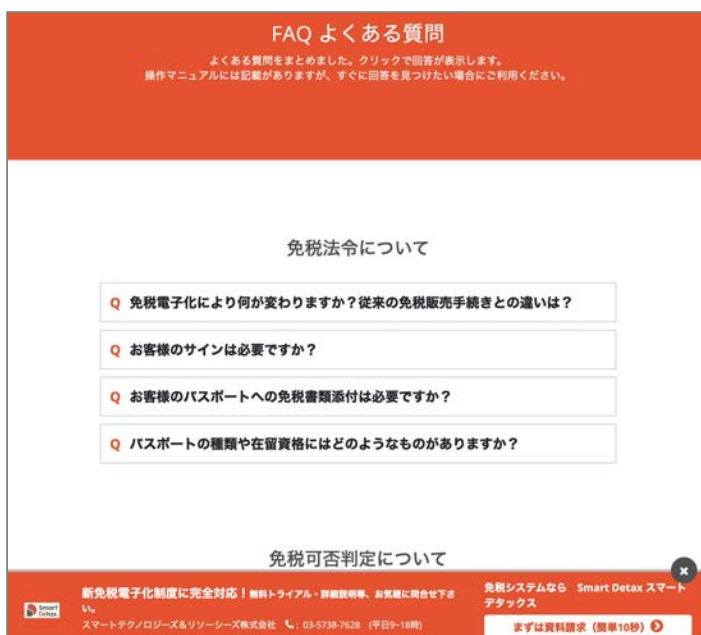 FAQ よくある質問
よくある質問をまとめました。クリックで回答が表示します。
操作マニュアルには記載がありますが、すぐに回答を見つけたい場合にご利用ください。
免税法令について
Q 免税電子化により何が変わりますか？従来の免税販売手続きとの違いは？
Q お客様のサインは必要ですか？
Q お客様のパスポートへの免税書類添付は必要ですか？
Q パスポートの種類や在留資格にはどのようなものがありますか？
免税可否判定について
新免税電子化制度に完全対応！無料トライアル・詳細説明等、お気軽に問合せ下さ
い。
スマートテクノロジーズ&リソーシーズ株式会社 : 03-5738-7628 (平日9-18時)
Smart
Detax
免税システムなら Smart Detax スマート
デタックス
まずは資料請求（簡単10秒）